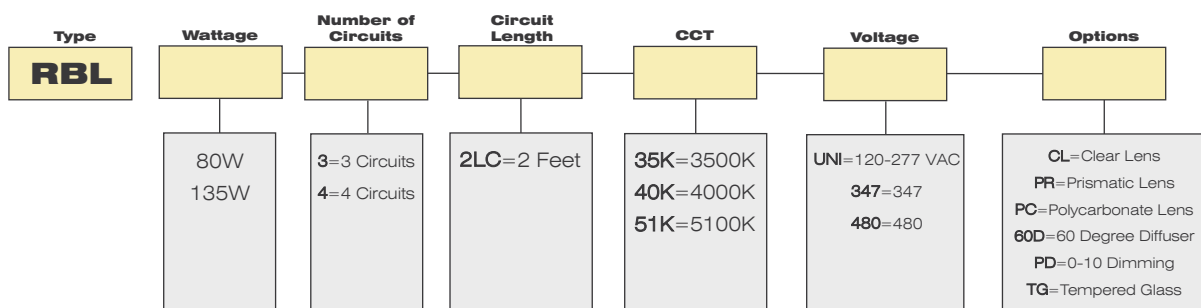 Type
RBL
Wattage
80W
135W
Number of
Circuits
3=3 Circuits
4=4 Circuits
Circuit
Length
2LC=2 Feet
CCT
35K=3500K
40K=4000K
51K=5100K
Voltage
UNI=120-277 VAC
347=347
480=480
Options
CL=Clear Lens
PR=Prismatic Lens
PC=Polycarbonate Lens
60D=60 Degree Diffuser
PD=0-10 Dimming
TG=Tempered Glass